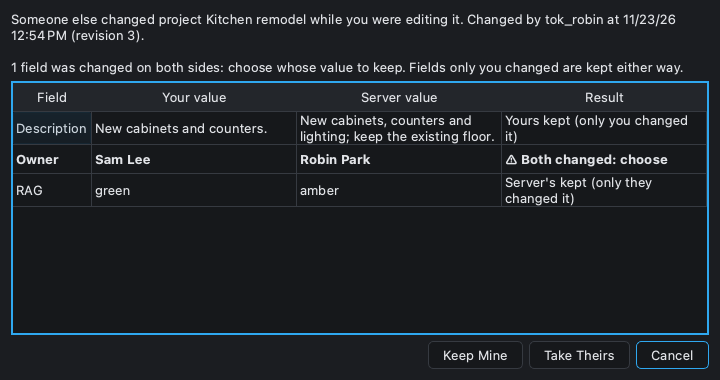 Someone else changed project Kitchen remodel while you were editing it. Changed by tok_robin at 11/23/26
12:54 PM (revision 3).
1 field was changed on both sides: choose whose value to keep. Fields only you changed are kept either way.
Field Your value Server value Result
Description New cabinets and counters. New cabinets, counters and lighting; keep the existing floor. Yours kept (only you changed it)
Owner Sam Lee Robin Park ⚠ Both changed: choose
RAG green amber Server's kept (only they changed it)
Keep Mine Take Theirs Cancel